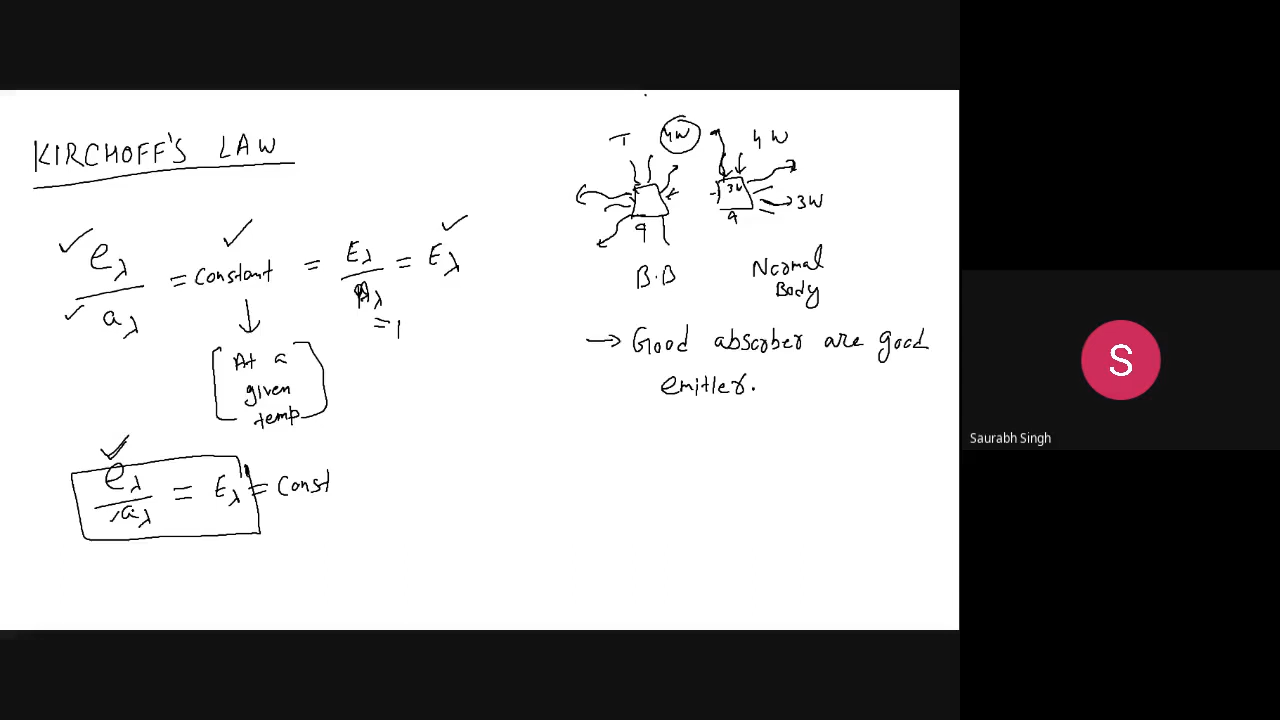 KIRCHOFF'S LAW
eλ / aλ = constant = Eλ / Aλ = Eλ
= 1
At a
given
temp
eλ / aλ = Eλ = Const
T 4W 4W
3W
3W
B.B
Normal
Body
→ Good absorber are good
emitter.
S
Saurabh Singh